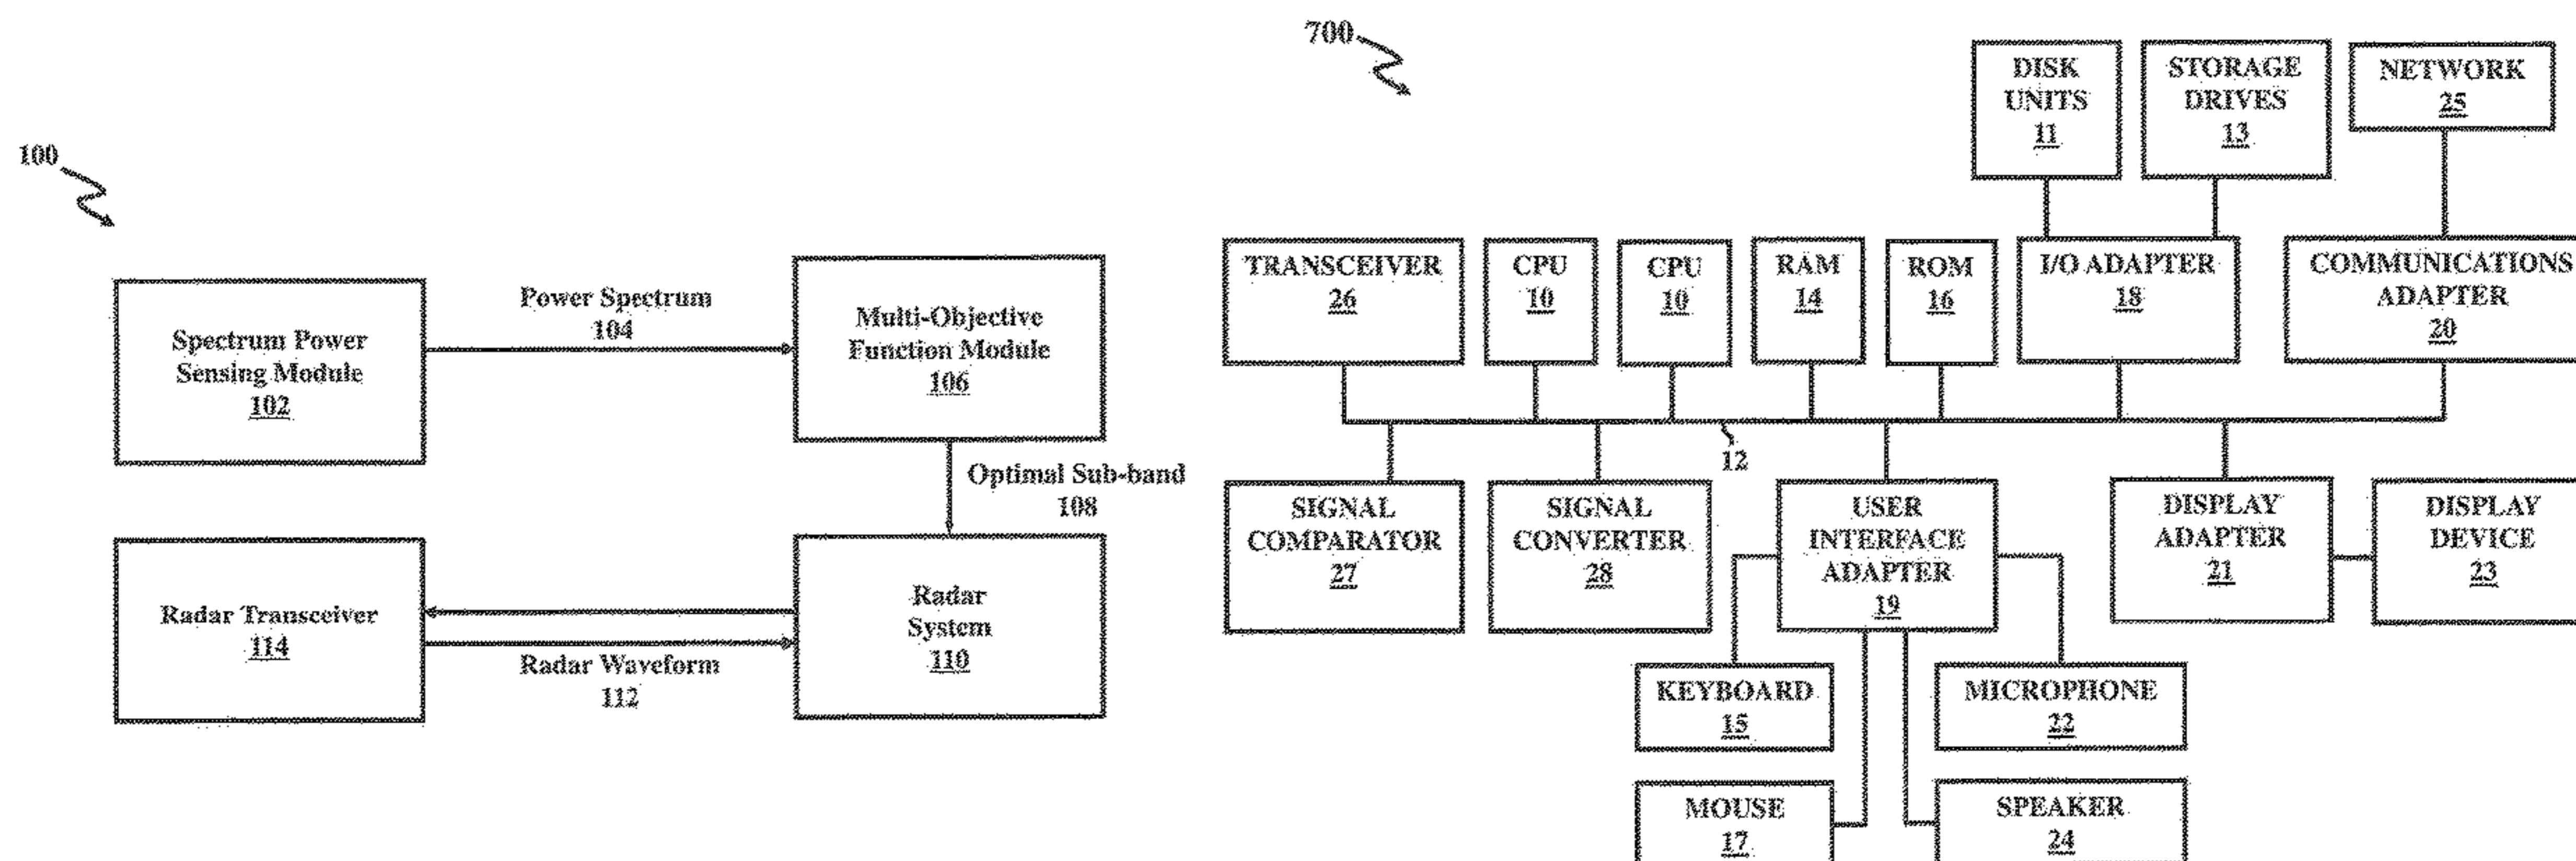 100
Spectrum Power
Sensing Module
102
Power Spectrum
104
Multi-Objective
Function Module
106
Optimal Sub-band
108
Radar Transceiver
114
Radar Waveform
112
Radar
System
110
700
DISK
UNITS
11
STORAGE
DRIVES
13
NETWORK
25
TRANSCEIVER
26
CPU
10
CPU
10
RAM
14
ROM
16
I/O ADAPTER
18
COMMUNICATIONS
ADAPTER
20
12
SIGNAL
COMPARATOR
27
SIGNAL
CONVERTER
28
USER
INTERFACE
ADAPTER
19
DISPLAY
ADAPTER
21
DISPLAY
DEVICE
23
KEYBOARD
15
MICROPHONE
22
MOUSE
17
SPEAKER
24